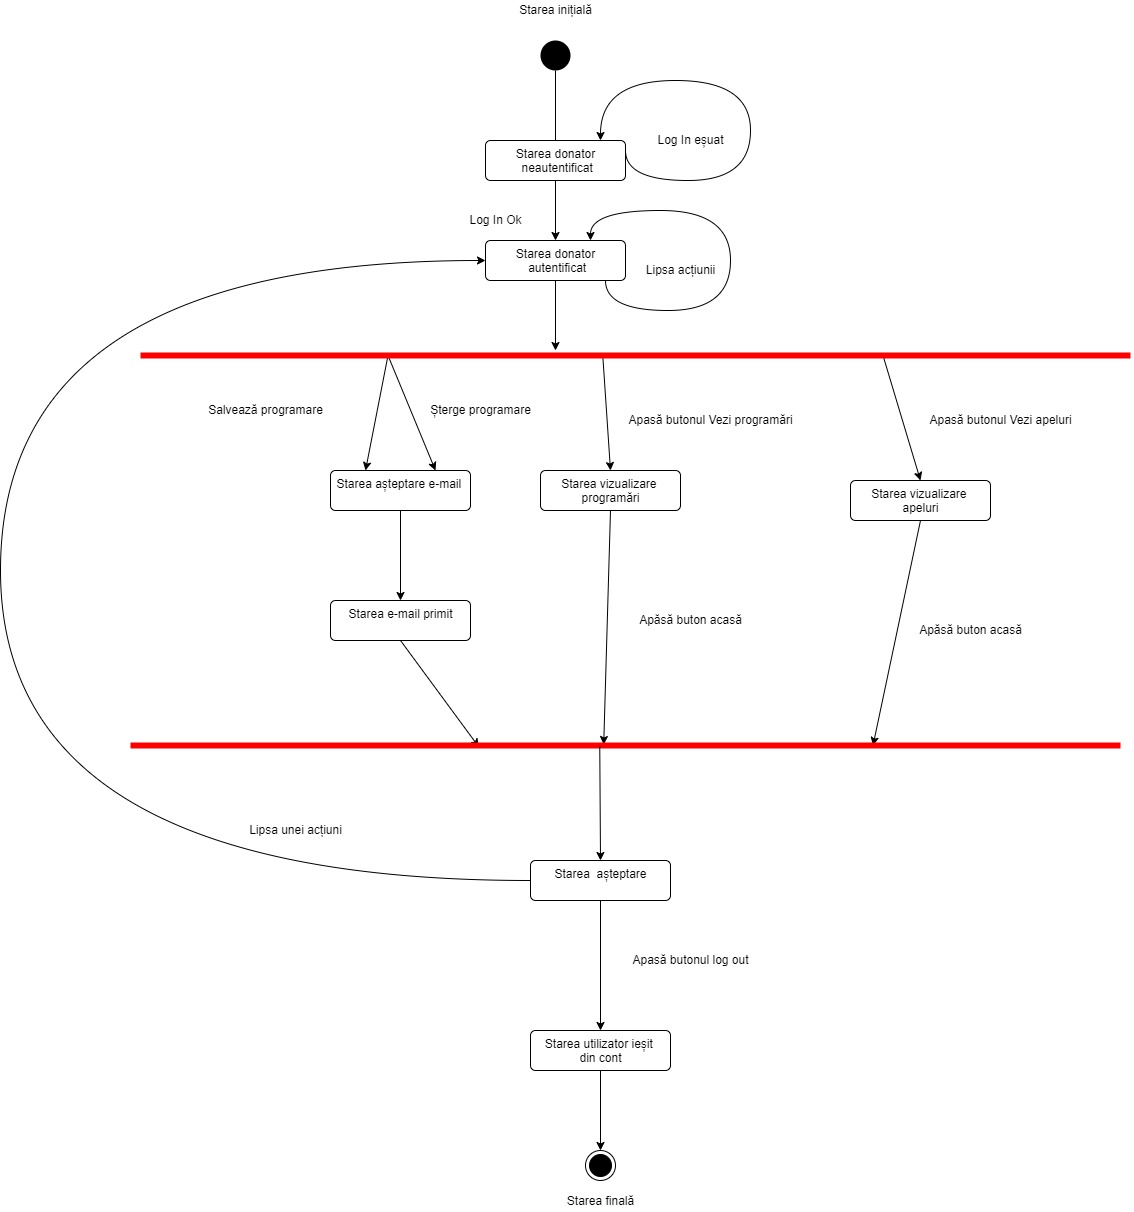 Starea inițială
Log In eșuat
Starea donator
neautentificat
Log In Ok
Starea donator
autentificat
Lipsa acțiunii
Salvează programare
Șterge programare
Apasă butonul Vezi programări
Apasă butonul Vezi apeluri
Starea așteptare e-mail
Starea vizualizare
programări
Starea vizualizare
apeluri
Starea e-mail primit
Apăsă buton acasă
Apăsă buton acasă
Lipsa unei acțiuni
Starea  așteptare
Apasă butonul log out
Starea utilizator ieșit
din cont
Starea finală